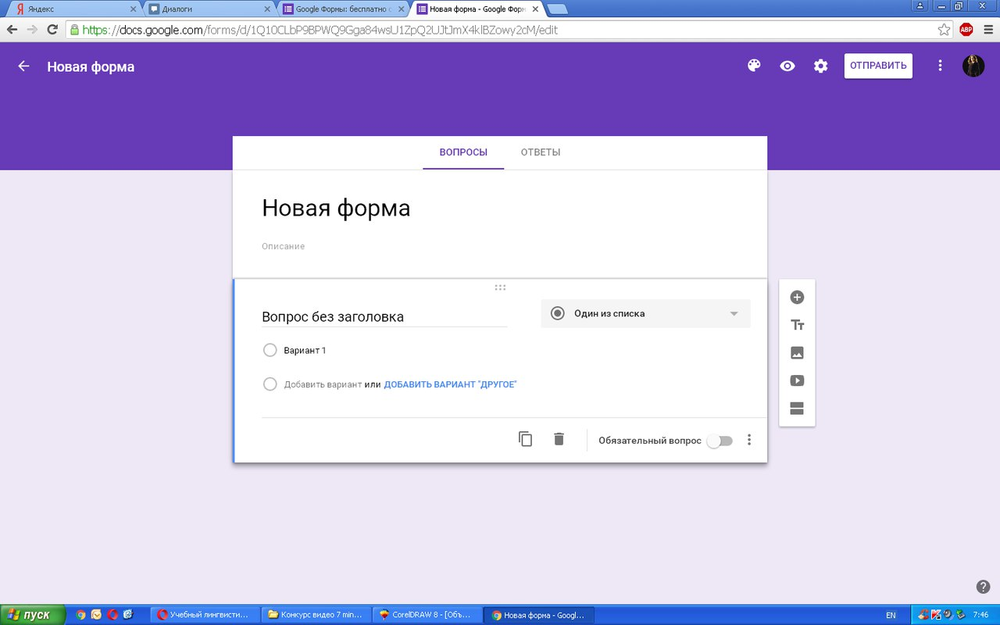 Яндекс
Диалоги
Google Формы: бесплатно с
Новая форма - Google Форм
https://docs.google.com/forms/d/1Q10CLbP9BPWQ9Gga84wsU1ZpQ2UJtJmX4klBZowy2cM/edit
ABP
Новая форма
ОТПРАВИТЬ
ВОПРОСЫ ОТВЕТЫ
Новая форма
Описание
Вопрос без заголовка
Один из списка
Вариант 1
Добавить вариант или ДОБАВИТЬ ВАРИАНТ "ДРУГОЕ"
Обязательный вопрос
пуск
Учебный лингвисти...
Конкурс видео 7 min...
CorelDRAW 8 - [Объ...
Новая форма - Googl...
EN
7:46